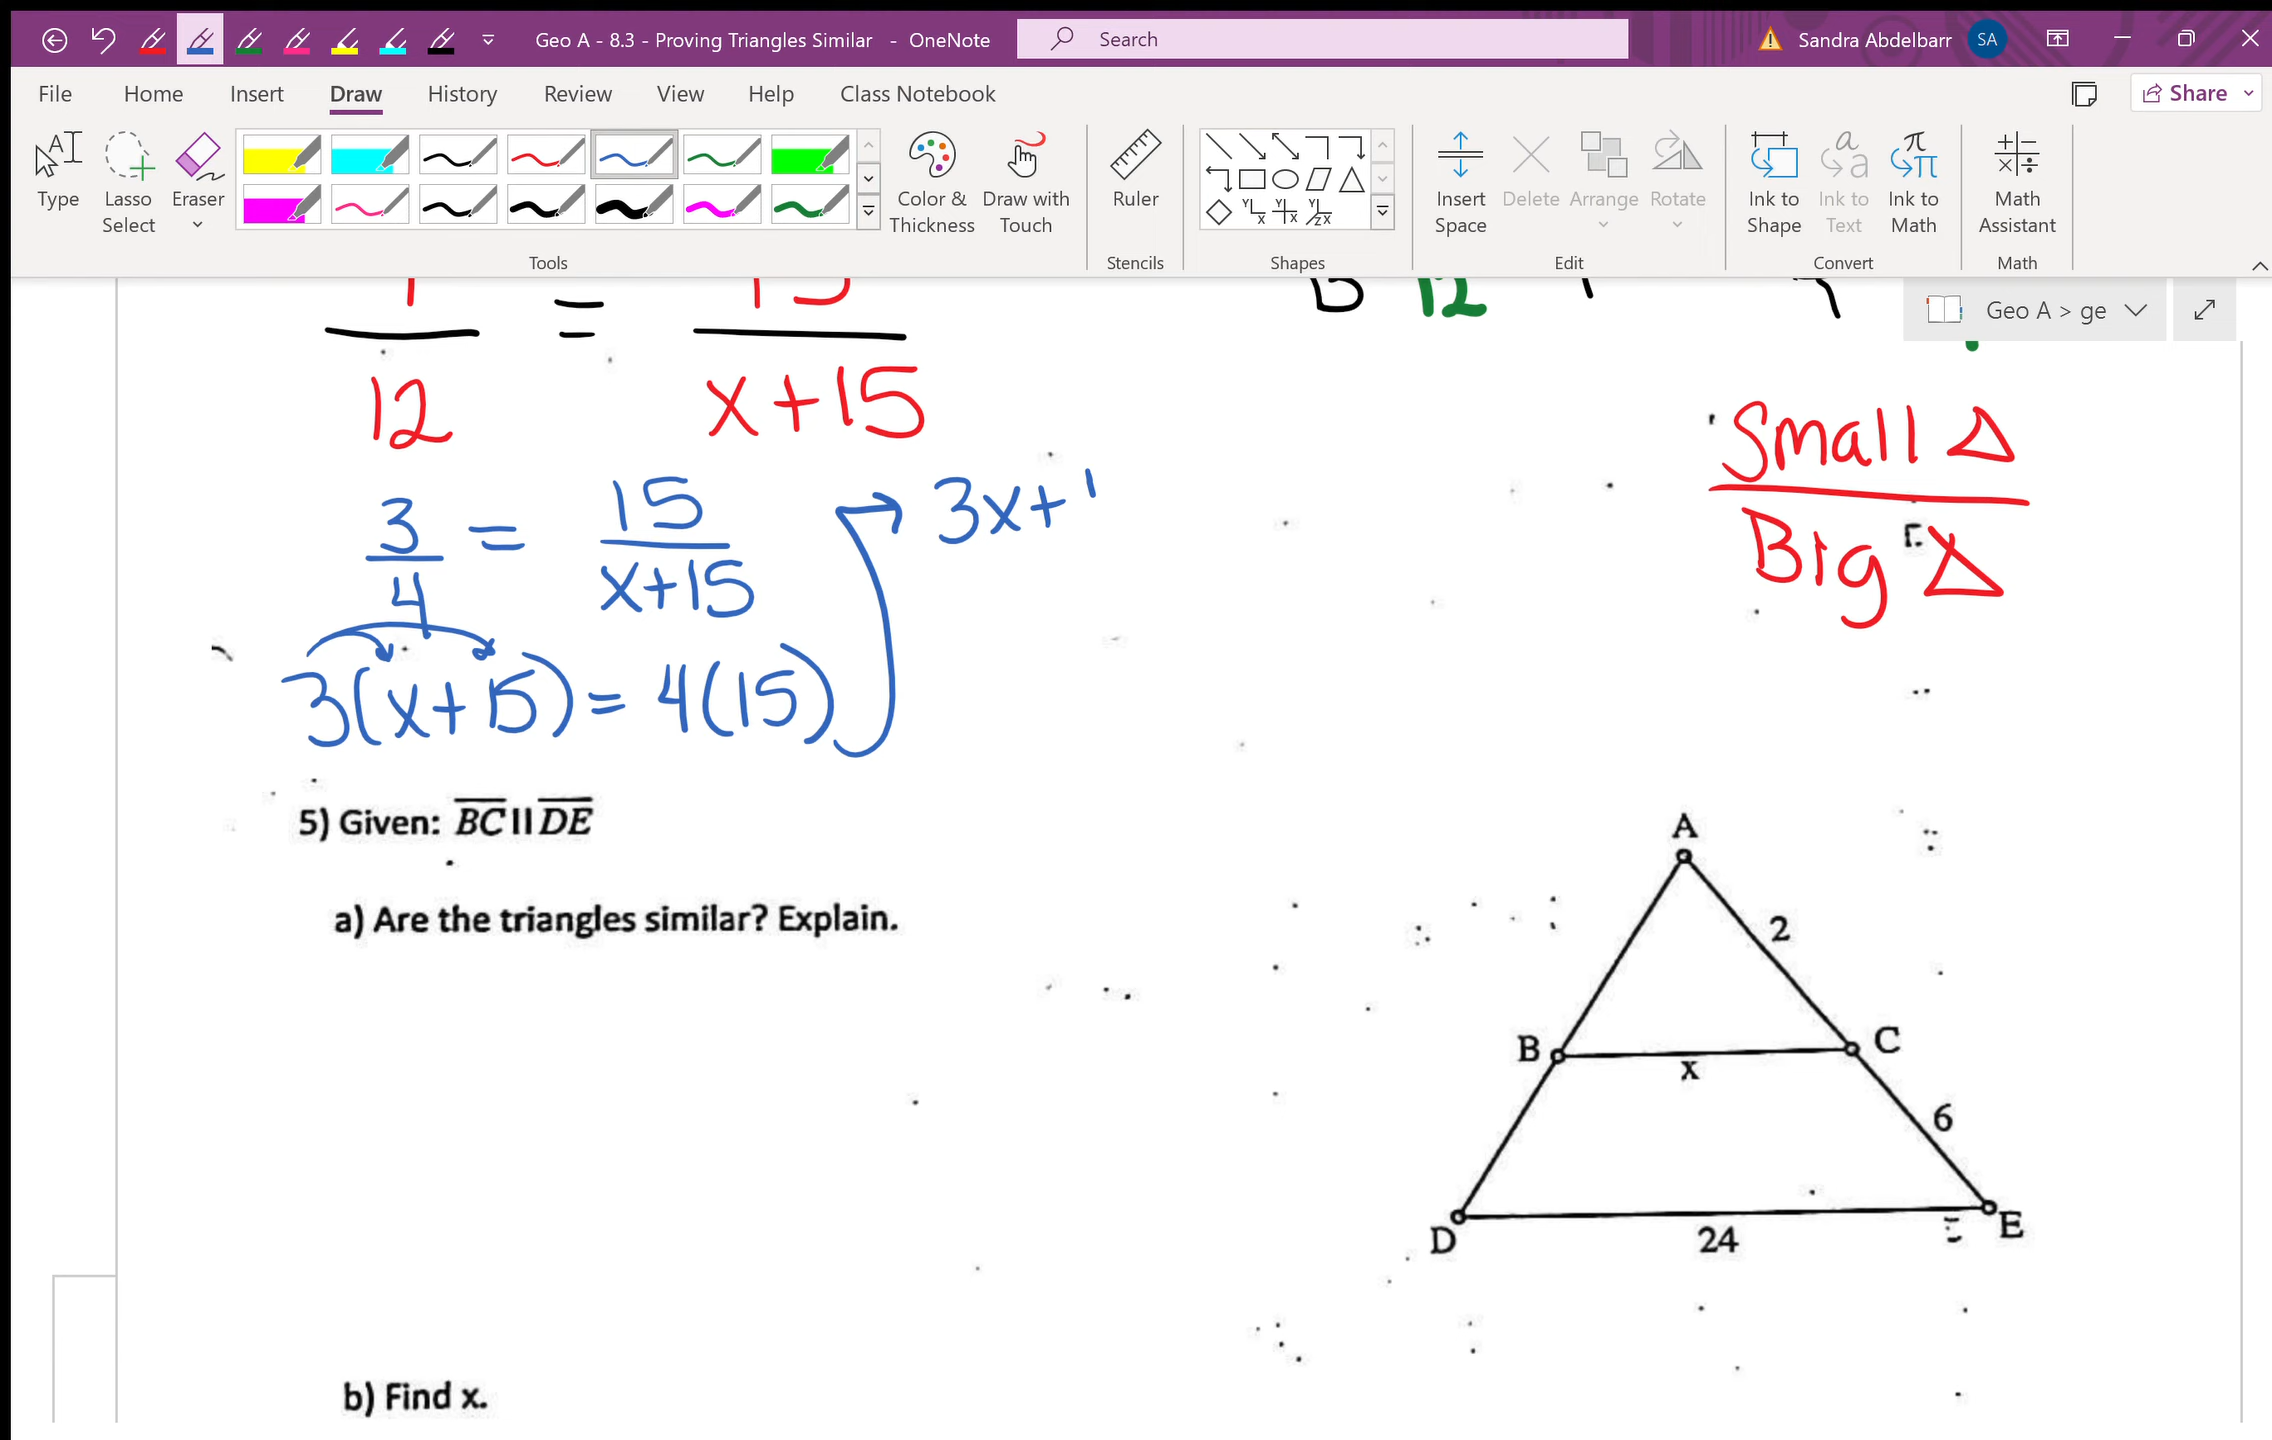 Geo A - 8.3 - Proving Triangles Similar - OneNote
Search
Sandra Abdelbarr
SA
File Home Insert Draw History Review View Help Class Notebook
Share
Type
Lasso Select
Eraser
Color & Thickness
Draw with Touch
Ruler
Insert Space
Delete
Arrange
Rotate
Ink to Shape
Ink to Text
Ink to Math
Math Assistant
Tools
Stencils
Shapes
Edit
Convert
Math
Geo A > ge
=
B 12
12
x+15
Small Δ
Big Δ
3/4 = 15/x+15
3x+
3(x+15) = 4(15)
5) Given: BC || DE
a) Are the triangles similar? Explain.
A
2
B
C
x
6
D
24
E
b) Find x.